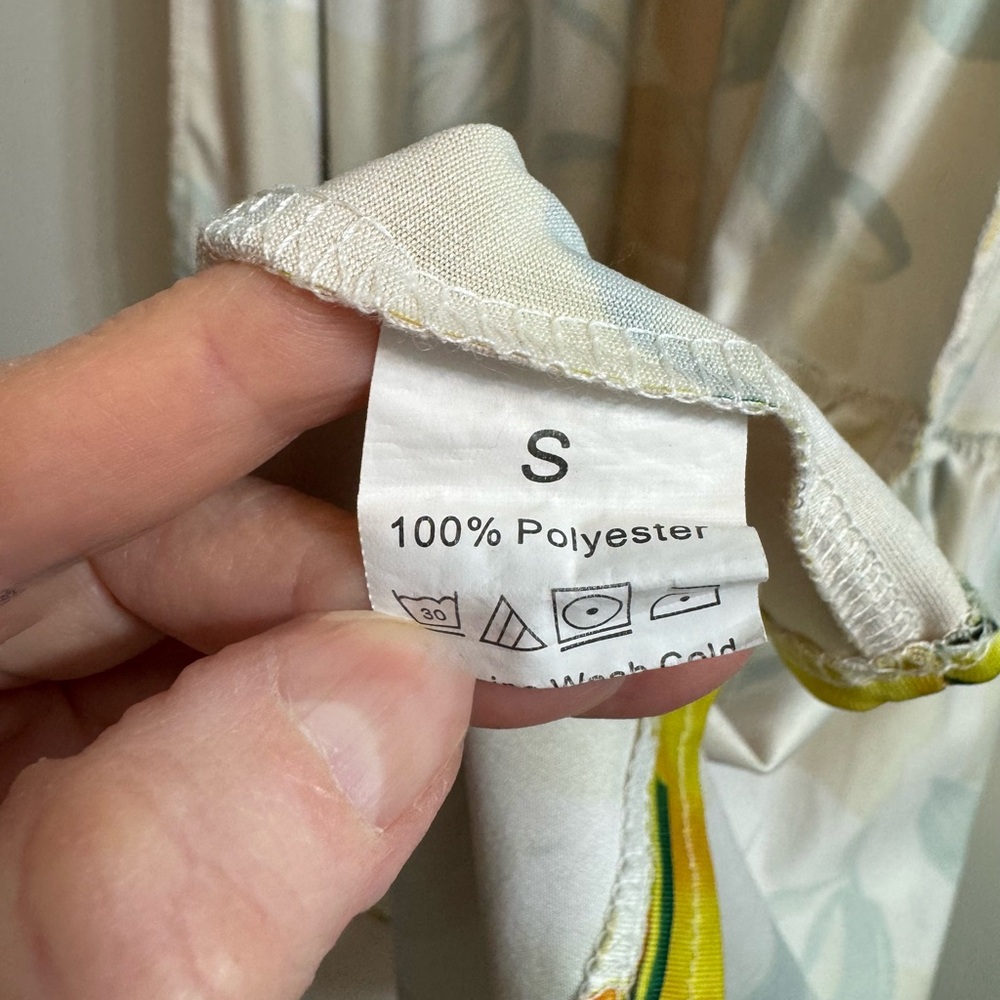 S
100% Polyester
30
Wash Cold